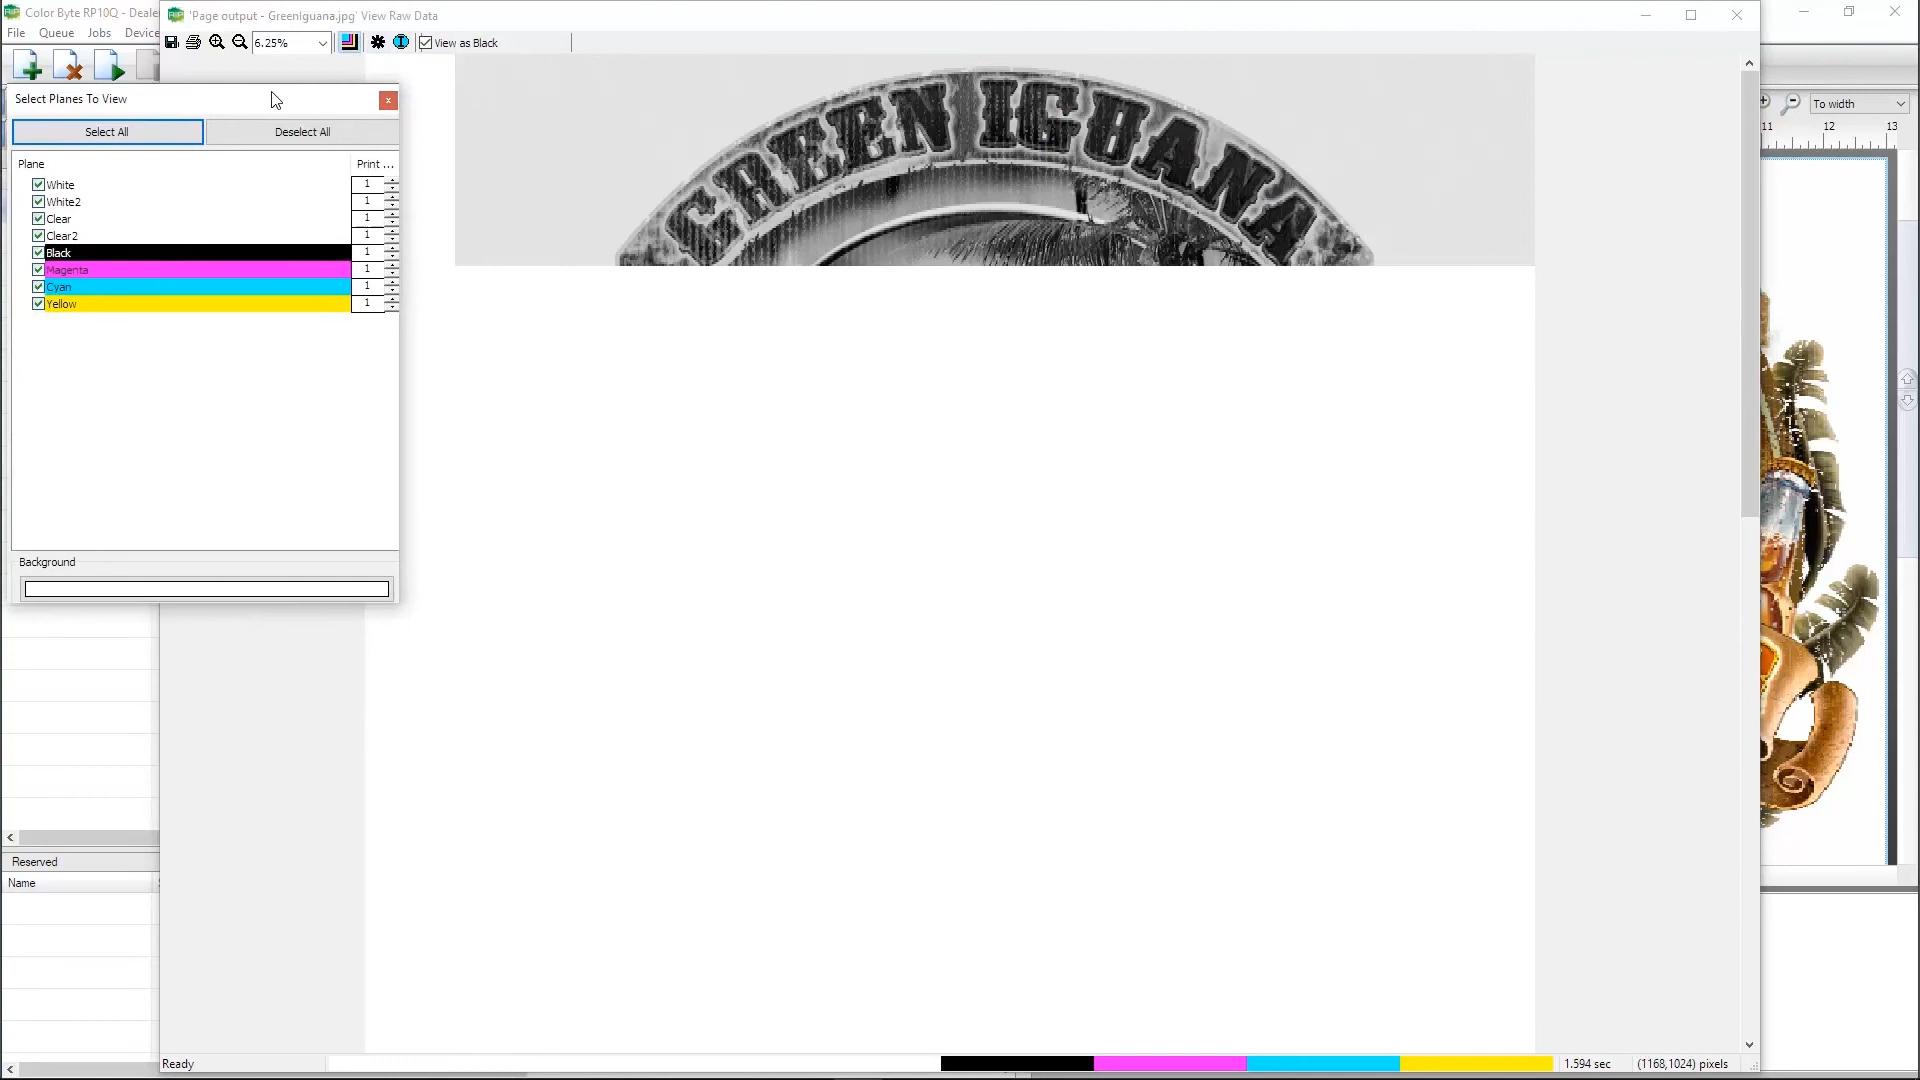 Color Byte RP10Q - Deale
'Page output - GreenIguana.jpg' View Raw Data
File Queue Jobs Device
6.25%
View as Black
Select Planes To View
Select All
Deselect All
Plane
Print ...
White 1
White2 1
Clear 1
Clear2 1
Black 1
Magenta 1
Cyan 1
Yellow 1
Background
GREEN IGUANA
To width
11 12 13
Reserved
Name
Ready
1.594 sec
(1168,1024) pixels